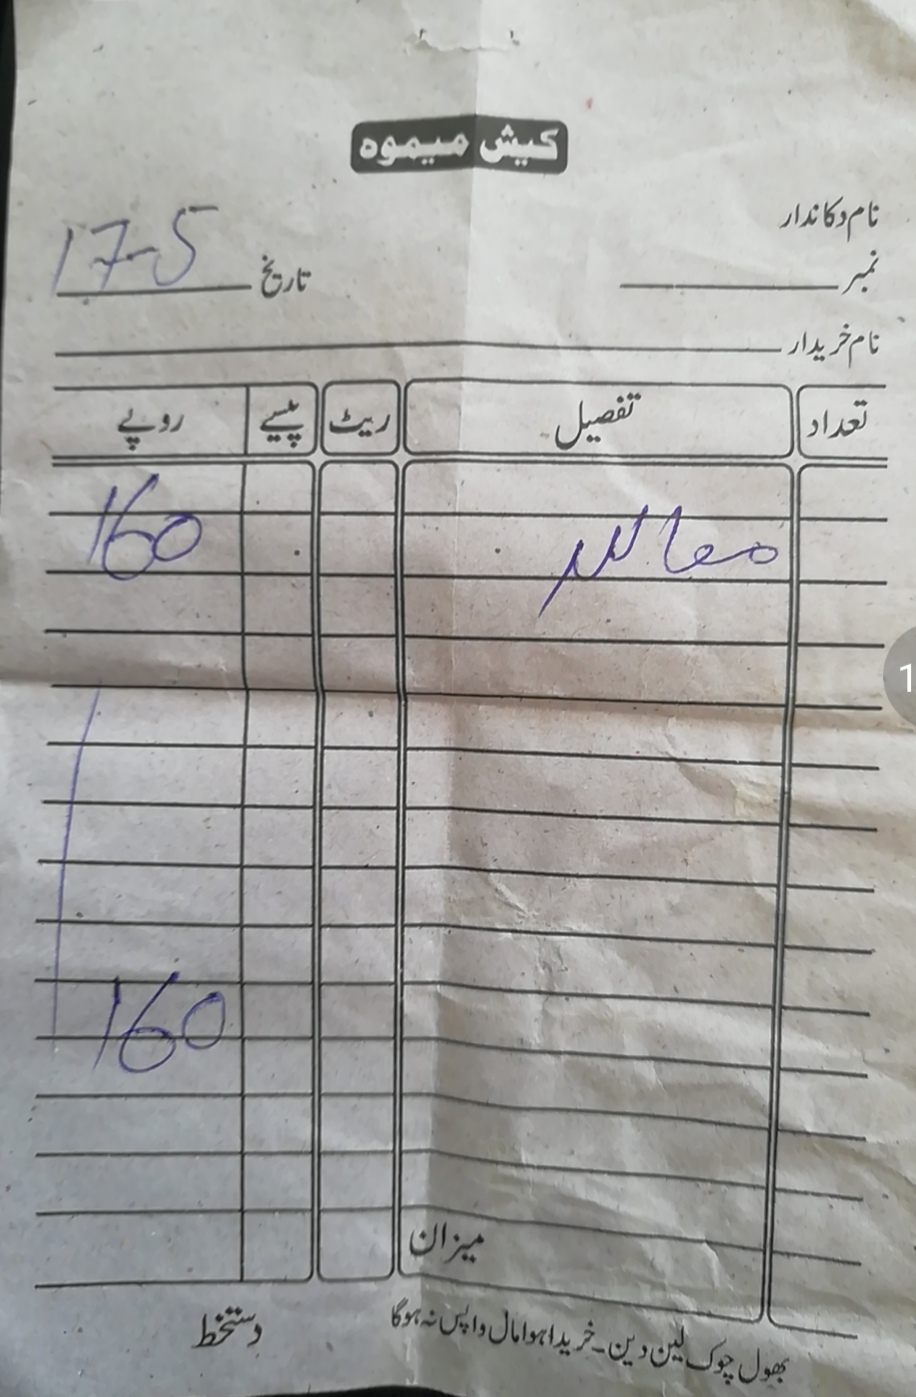 کیش میموہ
نام دکاندار
نمبر تاریخ 17-5
نام خریدار
تعداد تفصیل ریٹ پیسے روپے
160
160
میزان
بھول چوک لین دین۔ خریدا ہوا مال واپس نہ ہوگا دستخط
1